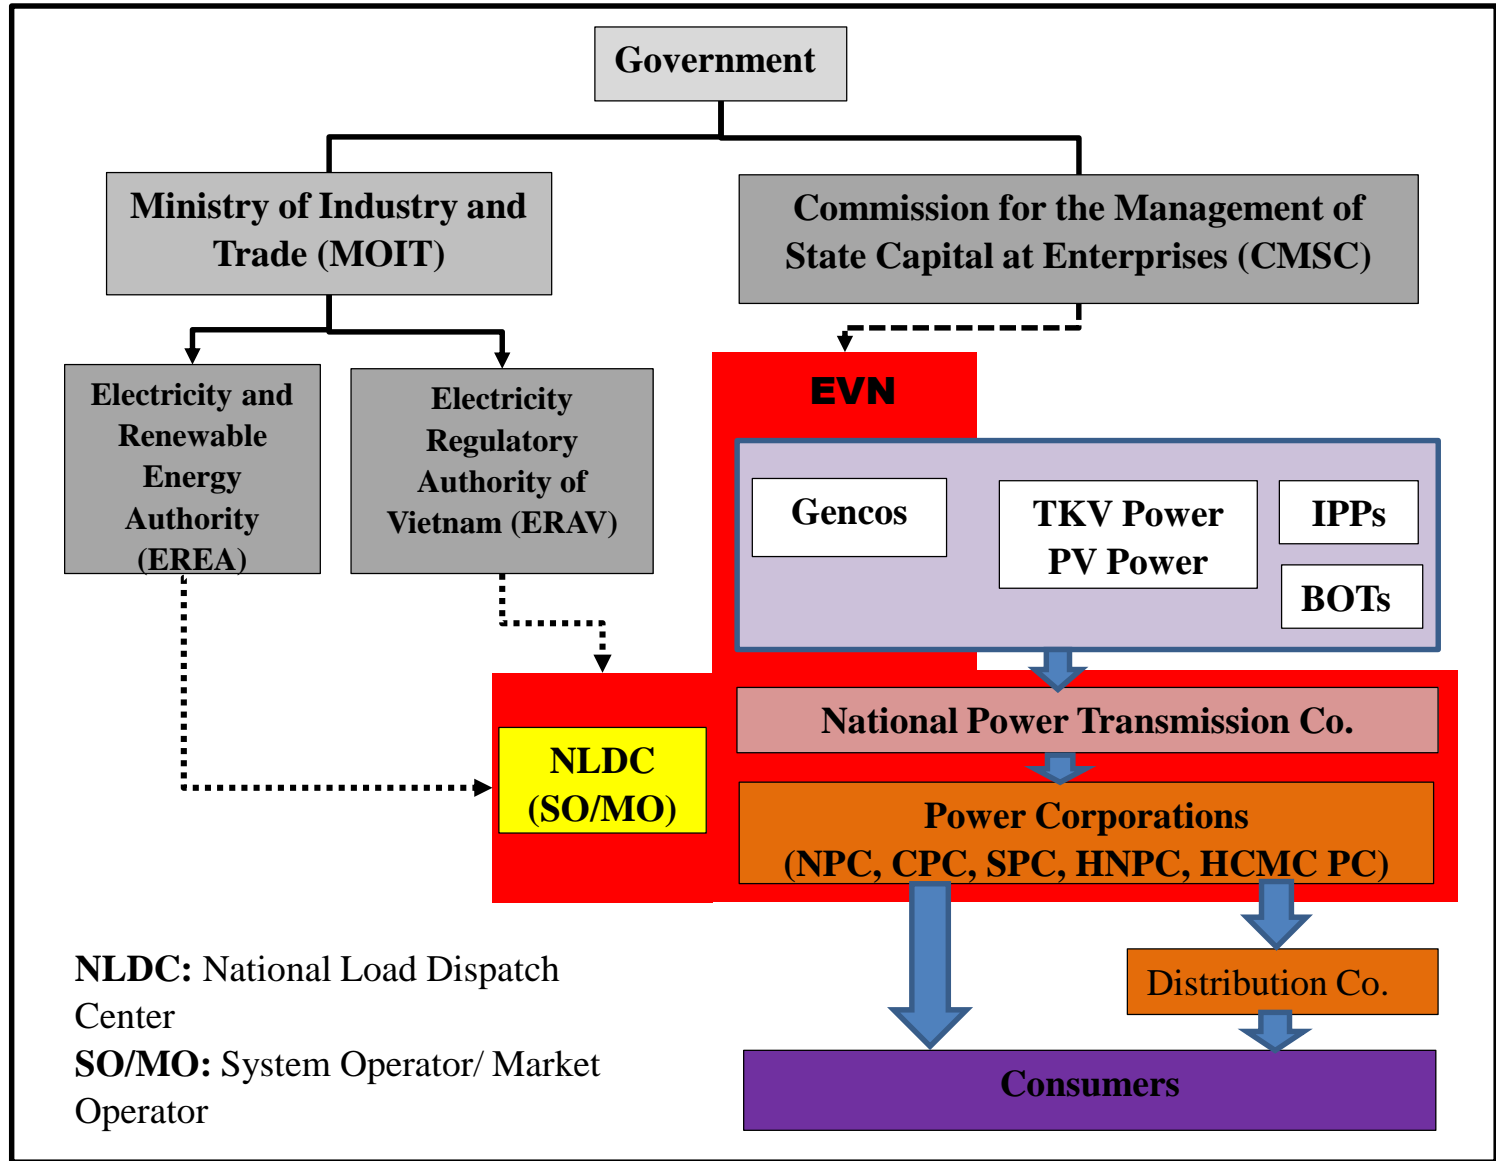 Government
Ministry of Industry and
Trade (MOIT)
Commission for the Management of
State Capital at Enterprises (CMSC)
Electricity and
Renewable
Energy
Authority
(EREA)
Electricity
Regulatory
Authority of
Vietnam (ERAV)
EVN
Gencos
TKV Power
PV Power
IPPs
BOTs
National Power Transmission Co.
NLDC
(SO/MO)
Power Corporations
(NPC, CPC, SPC, HNPC, HCMC PC)
Distribution Co.
Consumers
NLDC: National Load Dispatch
Center
SO/MO: System Operator/ Market
Operator